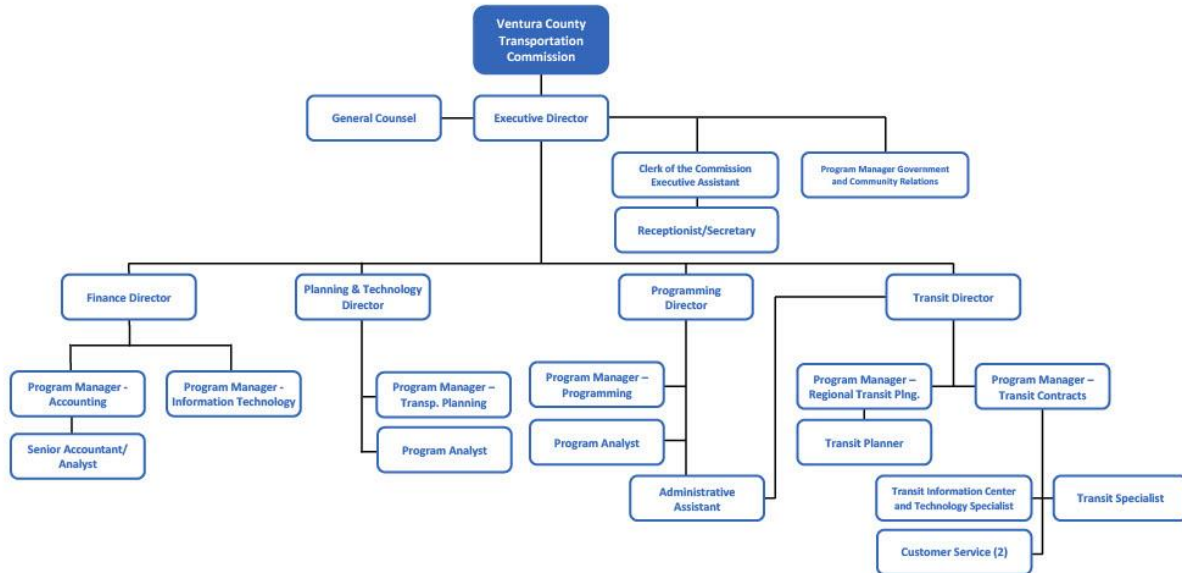 Ventura County
Transportation
Commission
General Counsel
Executive Director
Clerk of the Commission
Executive Assistant
Program Manager Government
and Community Relations
Receptionist/Secretary
Finance Director
Planning & Technology
Director
Programming
Director
Transit Director
Program Manager -
Accounting
Program Manager -
Information Technology
Program Manager –
Transp. Planning
Program Manager –
Programming
Program Manager –
Regional Transit Plng.
Program Manager –
Transit Contracts
Senior Accountant/
Analyst
Program Analyst
Program Analyst
Transit Planner
Administrative
Assistant
Transit Information Center
and Technology Specialist
Transit Specialist
Customer Service (2)